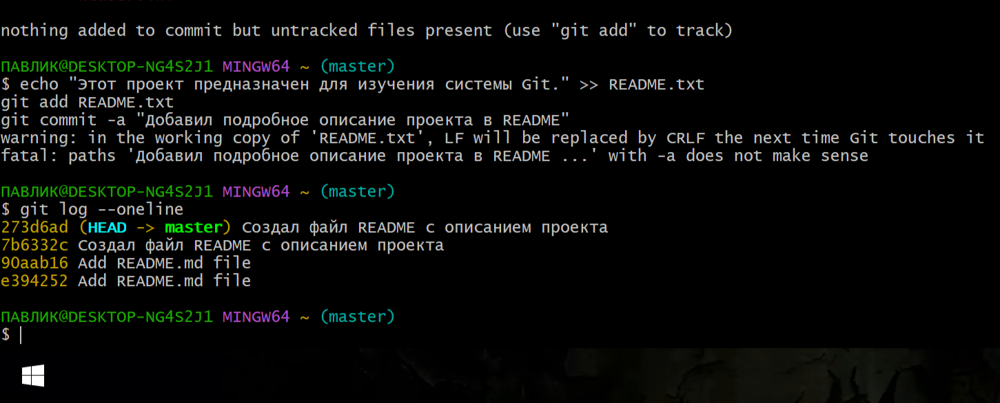 nothing added to commit but untracked files present (use "git add" to track)
ПАВЛИК@DESKTOP-NG4S2J1 MINGW64 ~ (master)
$ echo "Этот проект предназначен для изучения системы Git." >> README.txt
git add README.txt
git commit -a "Добавил подробное описание проекта в README"
warning: in the working copy of 'README.txt', LF will be replaced by CRLF the next time Git touches it
fatal: paths 'Добавил подробное описание проекта в README ...' with -a does not make sense
ПАВЛИК@DESKTOP-NG4S2J1 MINGW64 ~ (master)
$ git log --oneline
273d6ad (HEAD -> master) Создал файл README с описанием проекта
7b6332c Создал файл README с описанием проекта
90aab16 Add README.md file
e394252 Add README.md file
ПАВЛИК@DESKTOP-NG4S2J1 MINGW64 ~ (master)
$